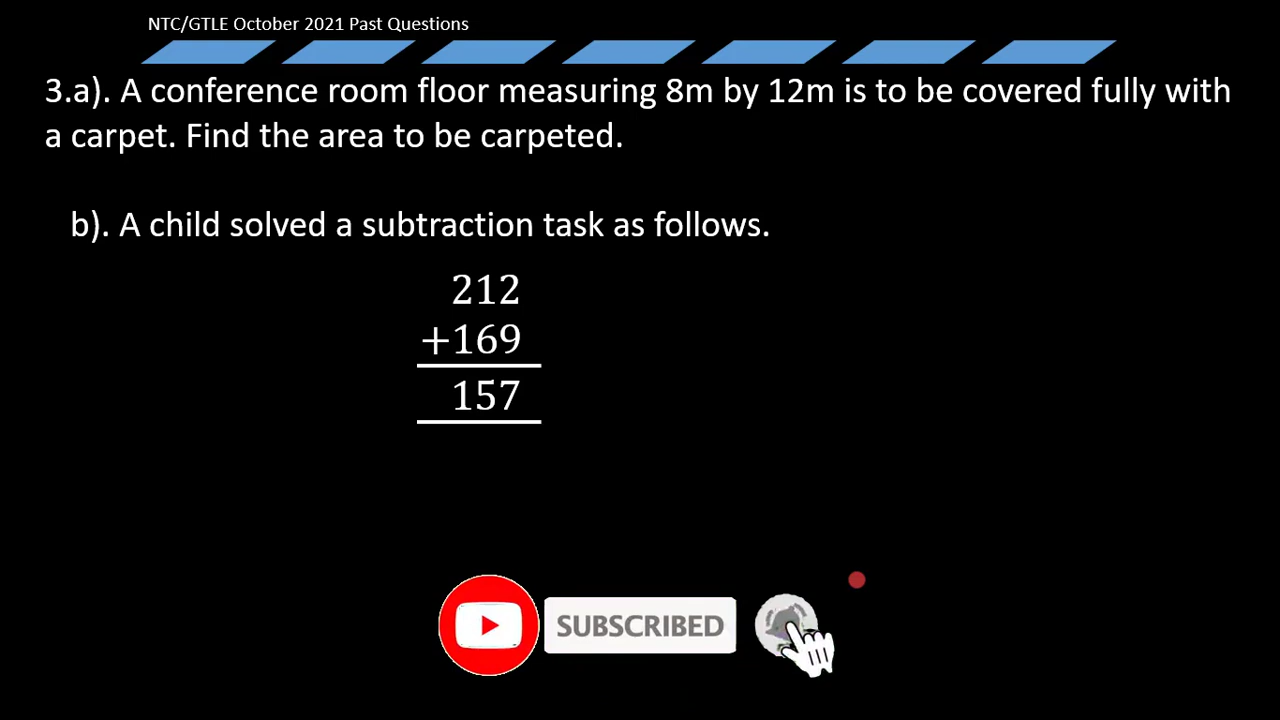 NTC/GTLE October 2021 Past Questions
3.a). A conference room floor measuring 8m by 12m is to be covered fully with
a carpet. Find the area to be carpeted.
b). A child solved a subtraction task as follows.
212
+169
157
SUBSCRIBED